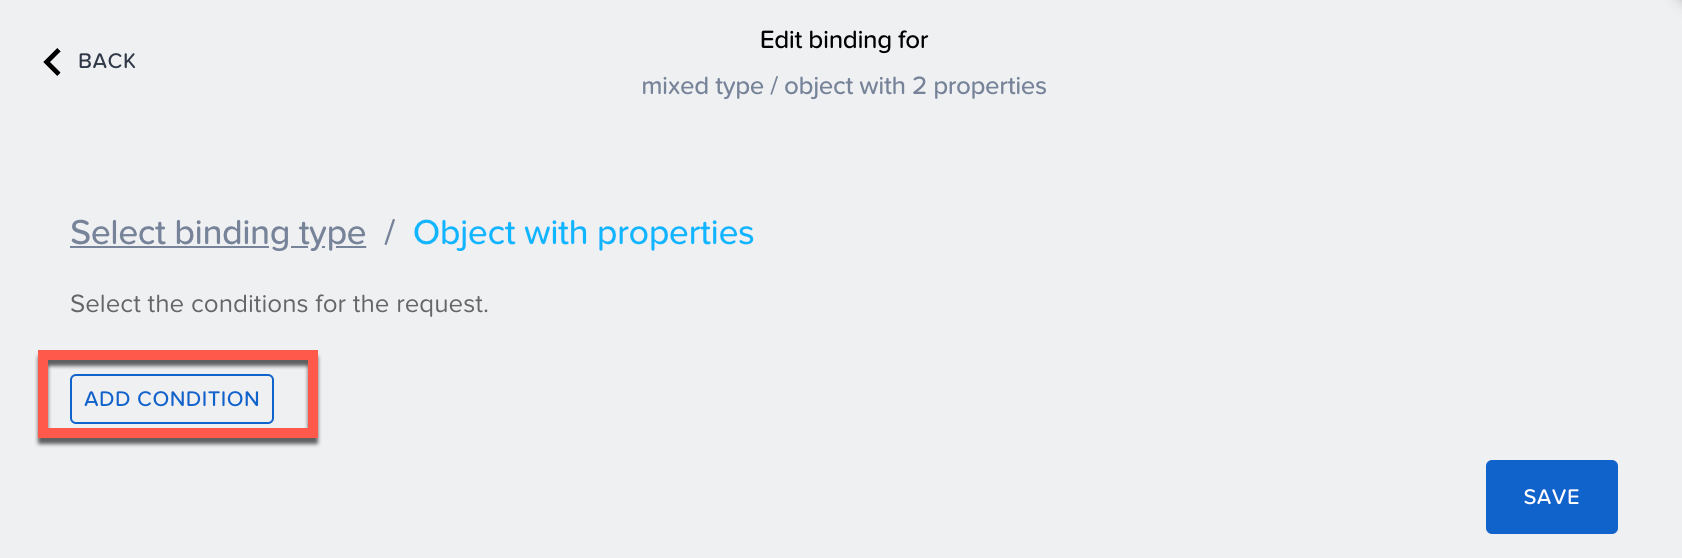 BACK
Edit binding for
mixed type / object with 2 properties
Select binding type / Object with properties
Select the conditions for the request.
ADD CONDITION
SAVE